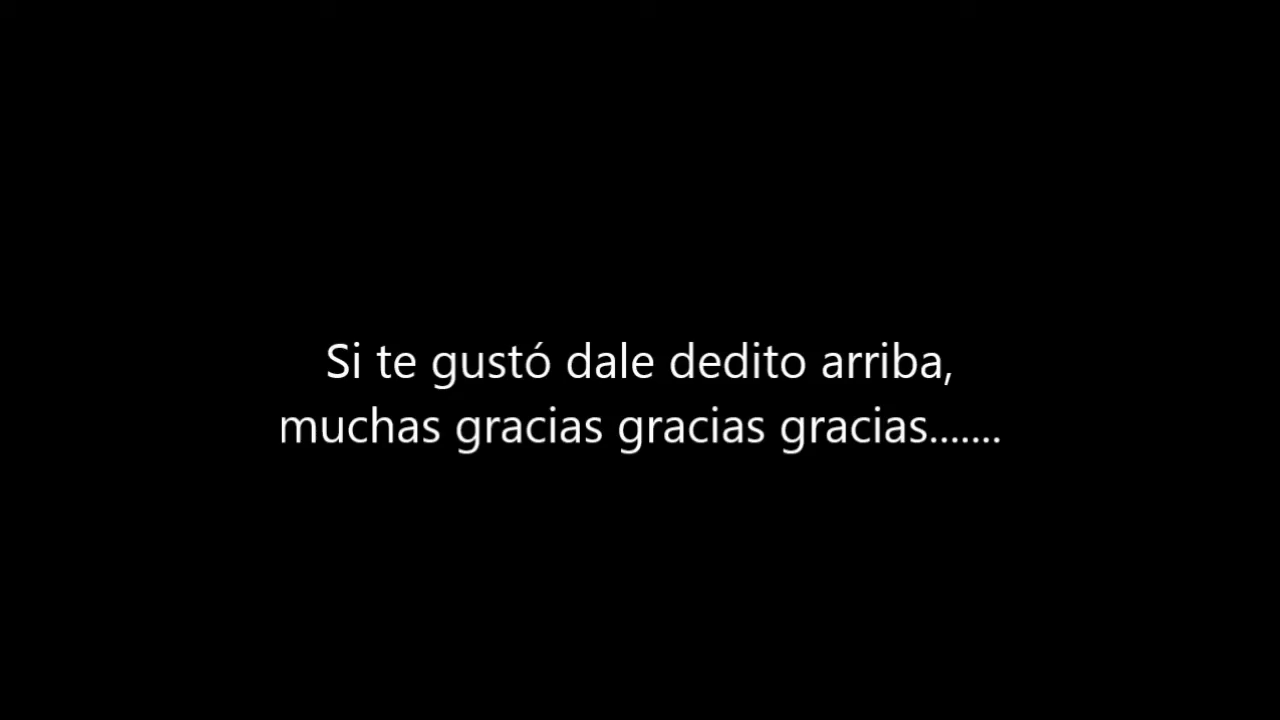 Si te gustó dale dedito arriba,
muchas gracias gracias gracias.......